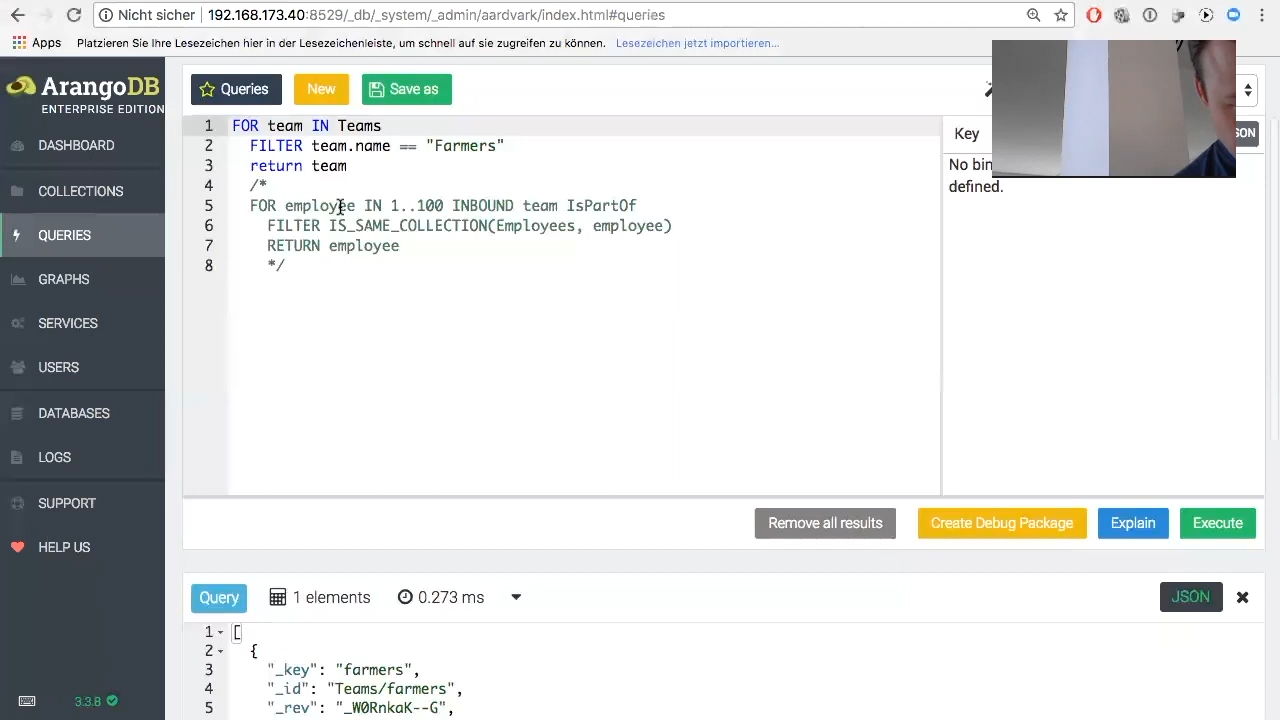 Nicht sicher | 192.168.173.40:8529/_db/_system/_admin/aardvark/index.html#queries
Apps Platzieren Sie Ihre Lesezeichen hier in der Lesezeichenleiste, um schnell auf sie zugreifen zu können. Lesezeichen jetzt importieren...
ArangoDB
ENTERPRISE EDITION
DASHBOARD
COLLECTIONS
QUERIES
GRAPHS
SERVICES
USERS
DATABASES
LOGS
SUPPORT
HELP US
3.3.8
Queries New Save as
1 FOR team IN Teams
2 FILTER team.name == "Farmers"
3 return team
4 /*
5 FOR employee IN 1..100 INBOUND team IsPartOf
6 FILTER IS_SAME_COLLECTION(Employees, employee)
7 RETURN employee
8 */
Key
No
defined.
Remove all results Create Debug Package Explain Execute
Query 1 elements 0.273 ms JSON
1 [
2 {
3 "_key": "farmers",
4 "_id": "Teams/farmers",
5 "_rev": "_W0RnkaK--G",